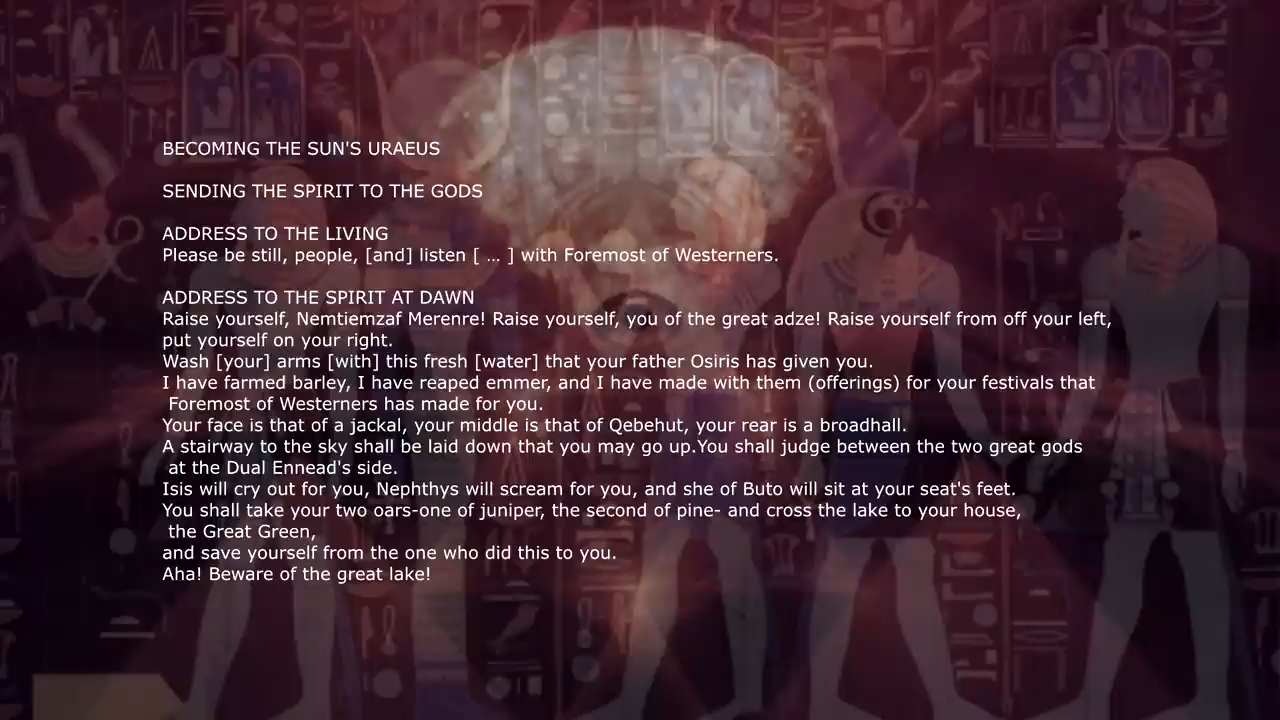 BECOMING THE SUN'S URAEUS
SENDING THE SPIRIT TO THE GODS
ADDRESS TO THE LIVING
Please be still, people, [and] listen [ ... ] with Foremost of Westerners.
ADDRESS TO THE SPIRIT AT DAWN
Raise yourself, Nemtiemzaf Merenre! Raise yourself, you of the great adze! Raise yourself from off your left,
put yourself on your right.
Wash [your] arms [with] this fresh [water] that your father Osiris has given you.
I have farmed barley, I have reaped emmer, and I have made with them (offerings) for your festivals that
Foremost of Westerners has made for you.
Your face is that of a jackal, your middle is that of Qebehut, your rear is a broadhall.
A stairway to the sky shall be laid down that you may go up.You shall judge between the two great gods
at the Dual Ennead's side.
Isis will cry out for you, Nephthys will scream for you, and she of Buto will sit at your seat's feet.
You shall take your two oars-one of juniper, the second of pine- and cross the lake to your house,
the Great Green,
and save yourself from the one who did this to you.
Aha! Beware of the great lake!